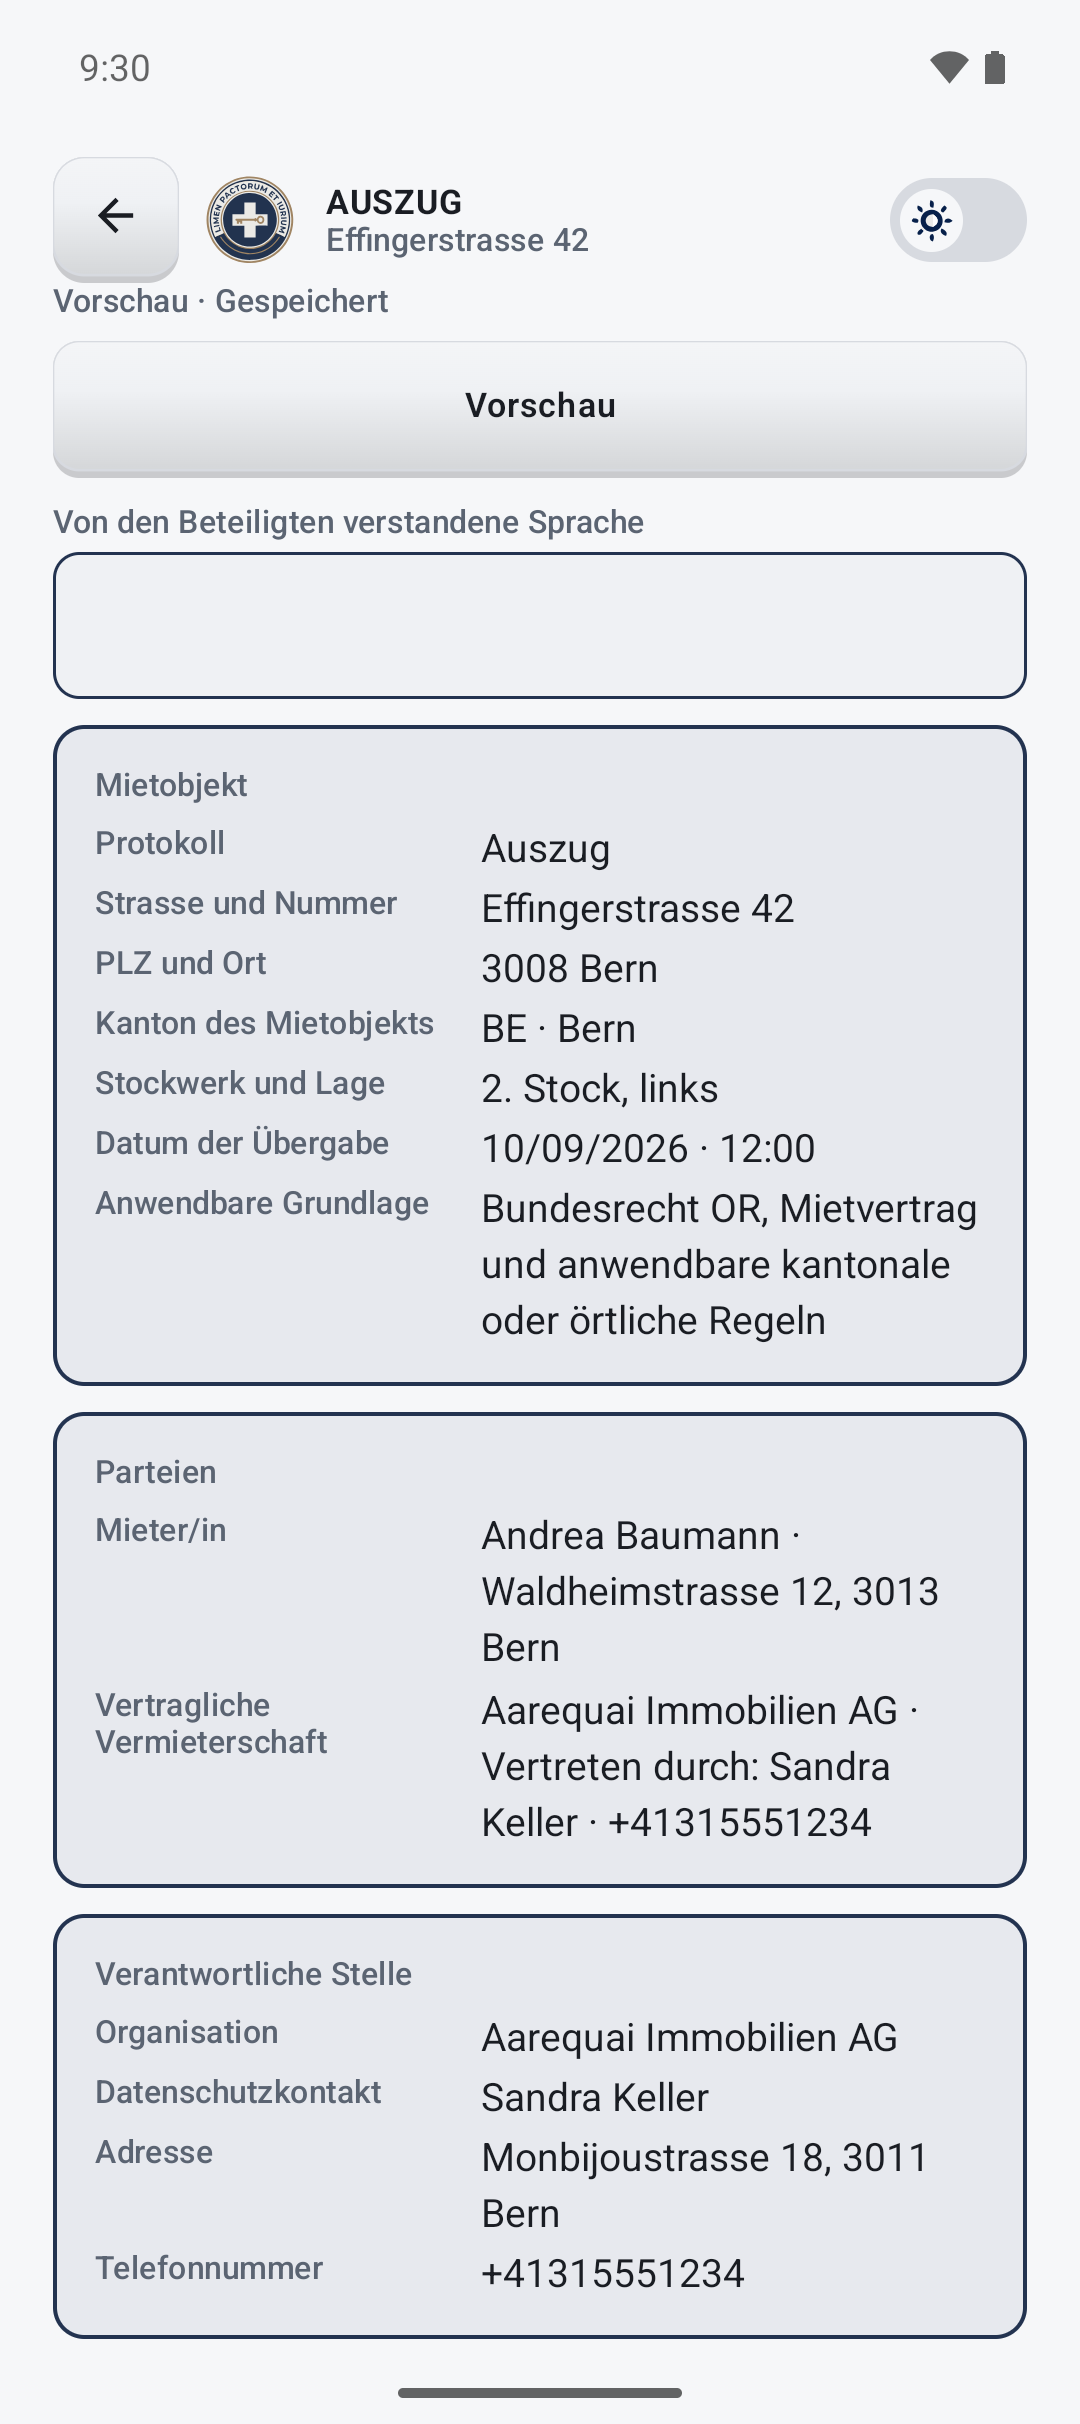 9:30
LIMEN PACTORUM ET IURIUM
AUSZUG
Effingerstrasse 42
Vorschau · Gespeichert
Vorschau
Von den Beteiligten verstandene Sprache
Mietobjekt
Protokoll Auszug
Strasse und Nummer Effingerstrasse 42
PLZ und Ort 3008 Bern
Kanton des Mietobjekts BE · Bern
Stockwerk und Lage 2. Stock, links
Datum der Übergabe 10/09/2026 · 12:00
Anwendbare Grundlage Bundesrecht OR, Mietvertrag
und anwendbare kantonale
oder örtliche Regeln
Parteien
Mieter/in Andrea Baumann ·
Waldheimstrasse 12, 3013
Bern
Vertragliche
Vermieterschaft
Aarequai Immobilien AG ·
Vertreten durch: Sandra
Keller · +41315551234
Verantwortliche Stelle
Organisation Aarequai Immobilien AG
Datenschutzkontakt Sandra Keller
Adresse Monbijoustrasse 18, 3011
Bern
Telefonnummer +41315551234